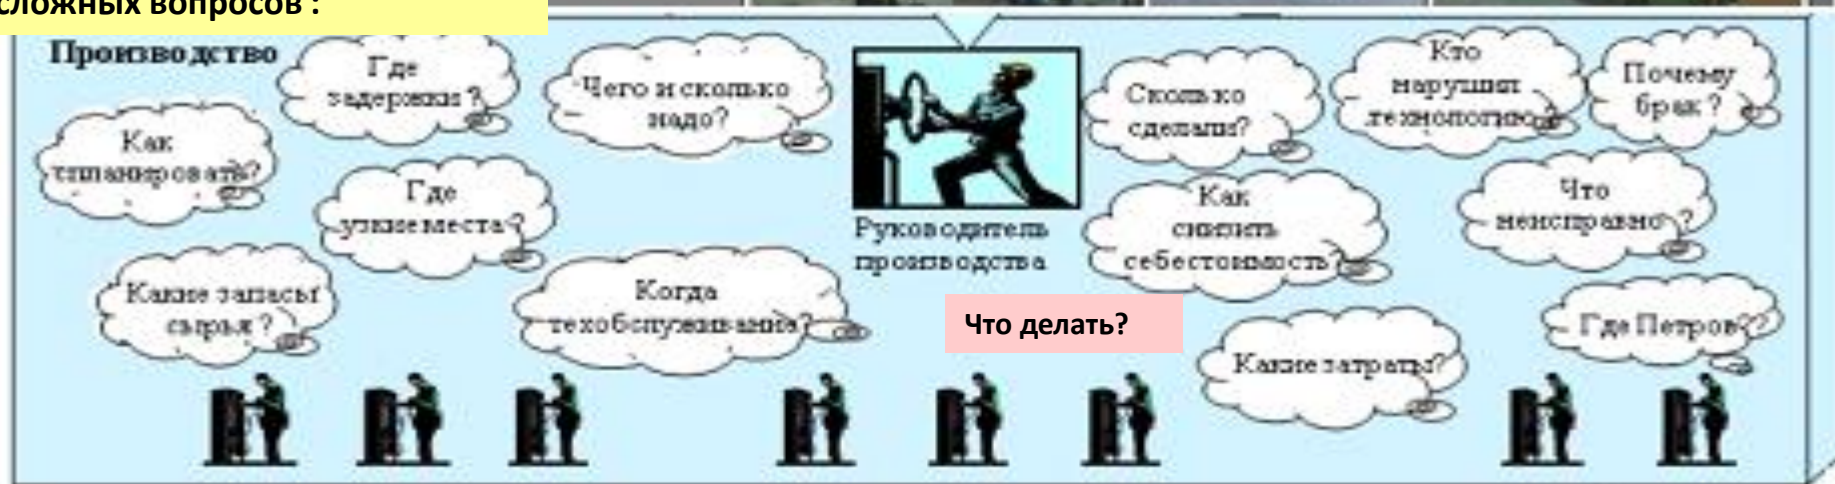 сложных вопросов :
Производство
Где
задержки ?
Чего и сколько
надо?
Сколько
сделали?
Кто
нарушил
технологию?
Почему
брак ?
Как
спланировать?
Где
узкие места?
Руководитель
производства
Как
снизить
себестоимость?
Что
неисправно ?
Какие запасы
сырья ?
Когда
техобслуживание?
Что делать?
Какие затраты?
Где Петров??